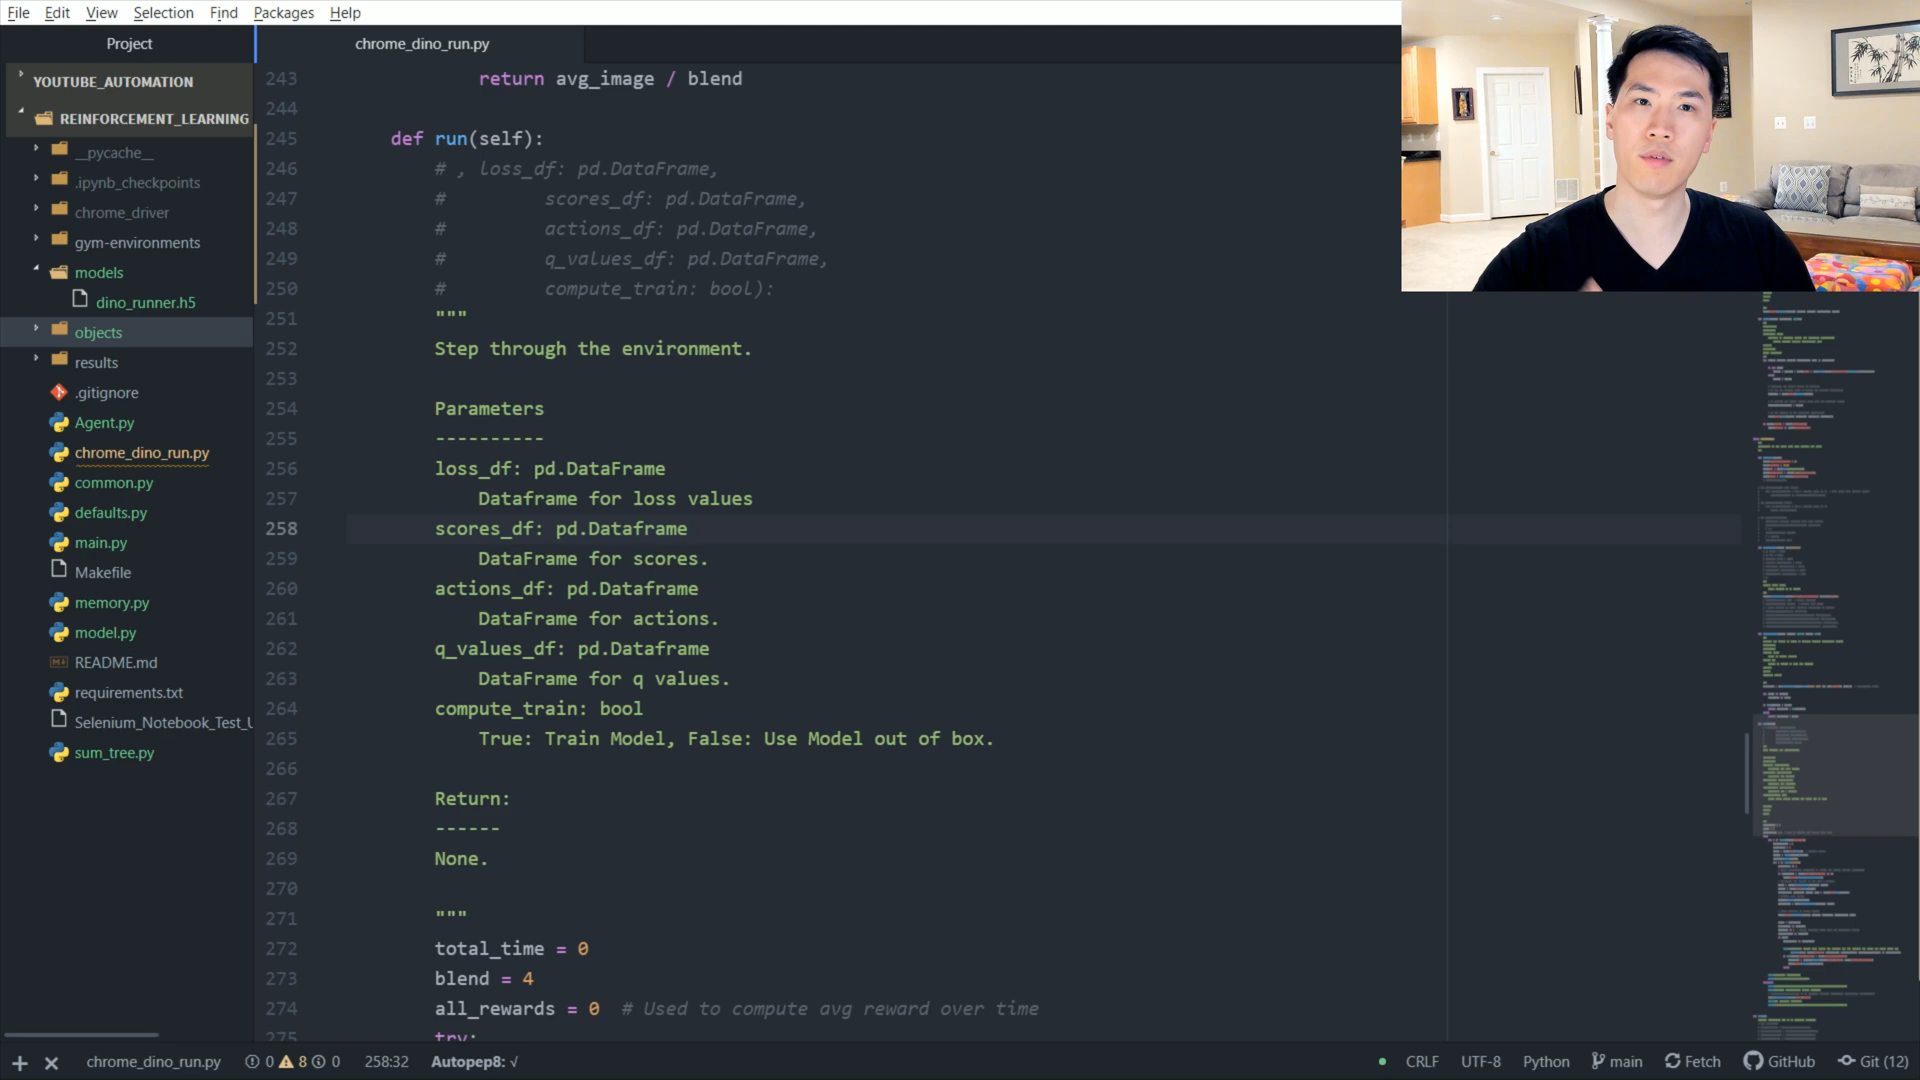 File Edit View Selection Find Packages Help
Project
YOUTUBE_AUTOMATION
REINFORCEMENT_LEARNING
__pycache__
.ipynb_checkpoints
chrome_driver
gym-environments
models
dino_runner.h5
objects
results
.gitignore
Agent.py
chrome_dino_run.py
common.py
defaults.py
main.py
Makefile
memory.py
model.py
README.md
requirements.txt
Selenium_Notebook_Test_U
sum_tree.py
chrome_dino_run.py
243 return avg_image / blend
244
245 def run(self):
246 # , loss_df: pd.DataFrame,
247 # scores_df: pd.DataFrame,
248 # actions_df: pd.DataFrame,
249 # q_values_df: pd.DataFrame,
250 # compute_train: bool):
251 """
252 Step through the environment.
253
254 Parameters
255 ----------
256 loss_df: pd.DataFrame
257 Dataframe for loss values
258 scores_df: pd.Dataframe
259 DataFrame for scores.
260 actions_df: pd.Dataframe
261 DataFrame for actions.
262 q_values_df: pd.Dataframe
263 DataFrame for q values.
264 compute_train: bool
265 True: Train Model, False: Use Model out of box.
266
267 Return:
268 ------
269 None.
270
271 """
272 total_time = 0
273 blend = 4
274 all_rewards = 0 # Used to compute avg reward over time
275 try:
chrome_dino_run.py 0 8 0 258:32 Autopep8: √ CRLF UTF-8 Python main Fetch GitHub Git (12)